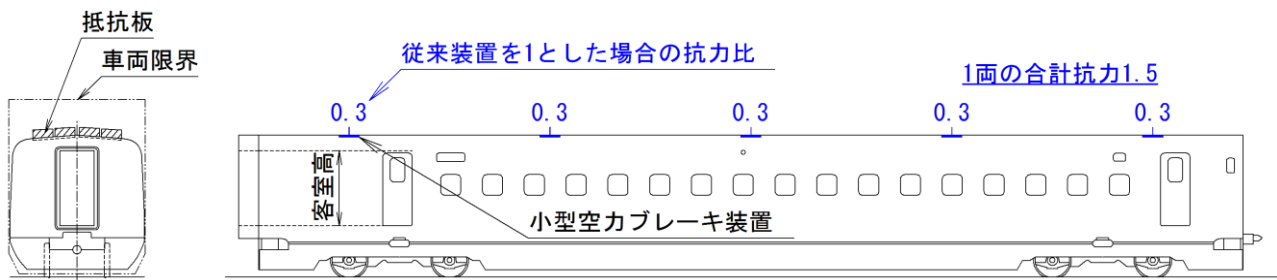 抵抗板
車両限界
従来装置を1とした場合の抗力比
1両の合計抗力1.5
0.3
0.3
0.3
0.3
0.3
客室高
小型空力ブレーキ装置